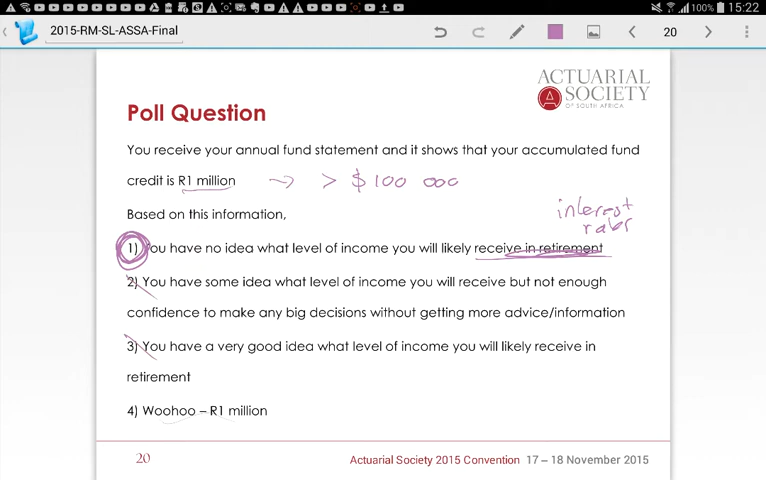 100% 15:22
2015-RM-SL-ASSA-Final
20
ACTUARIAL
SOCIETY
OF SOUTH AFRICA
Poll Question
You receive your annual fund statement and it shows that your accumulated fund
credit is R1 million → > $100 000
Based on this information,
interest
rates
1) You have no idea what level of income you will likely receive in retirement
2) You have some idea what level of income you will receive but not enough
confidence to make any big decisions without getting more advice/information
3) You have a very good idea what level of income you will likely receive in
retirement
4) Woohoo – R1 million
20 Actuarial Society 2015 Convention 17 – 18 November 2015